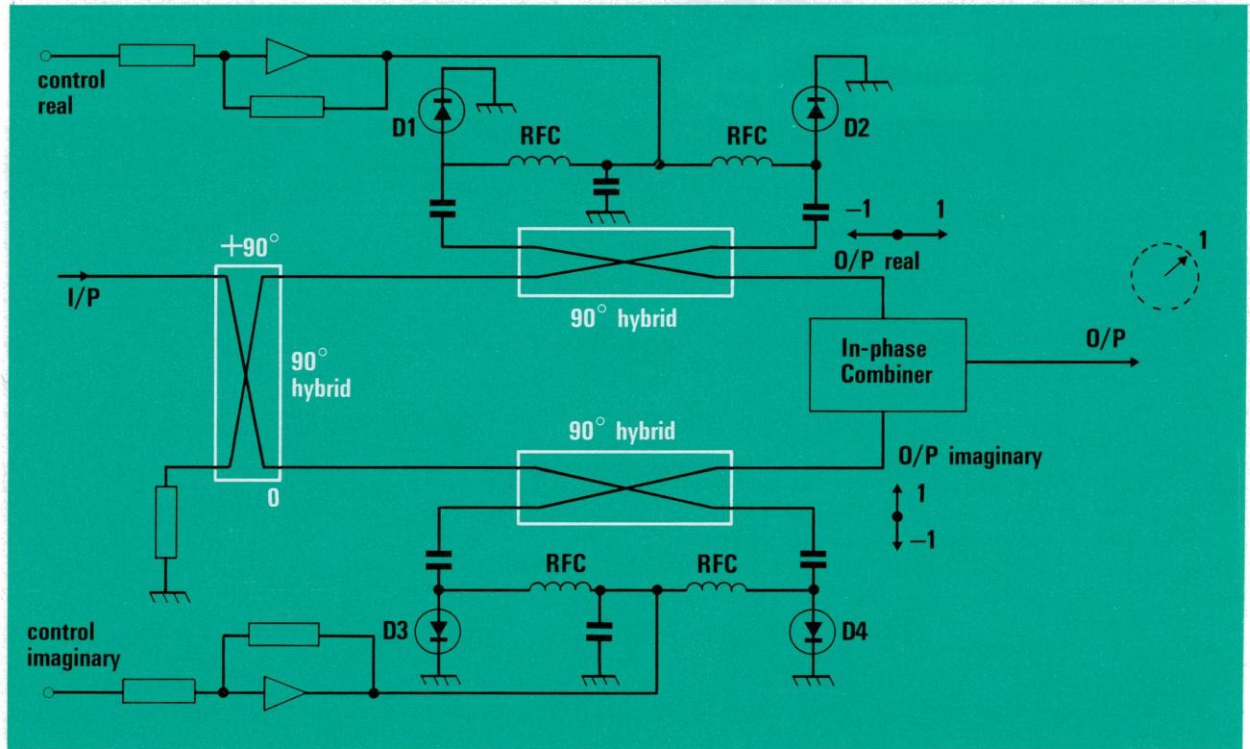 control
real
D1
RFC
RFC
D2
+90°
I/P
90°
hybrid
0
90° hybrid
−1 1
O/P real
1
In-phase
Combiner
O/P
90° hybrid
O/P imaginary
1
−1
RFC
RFC
D3
D4
control
imaginary